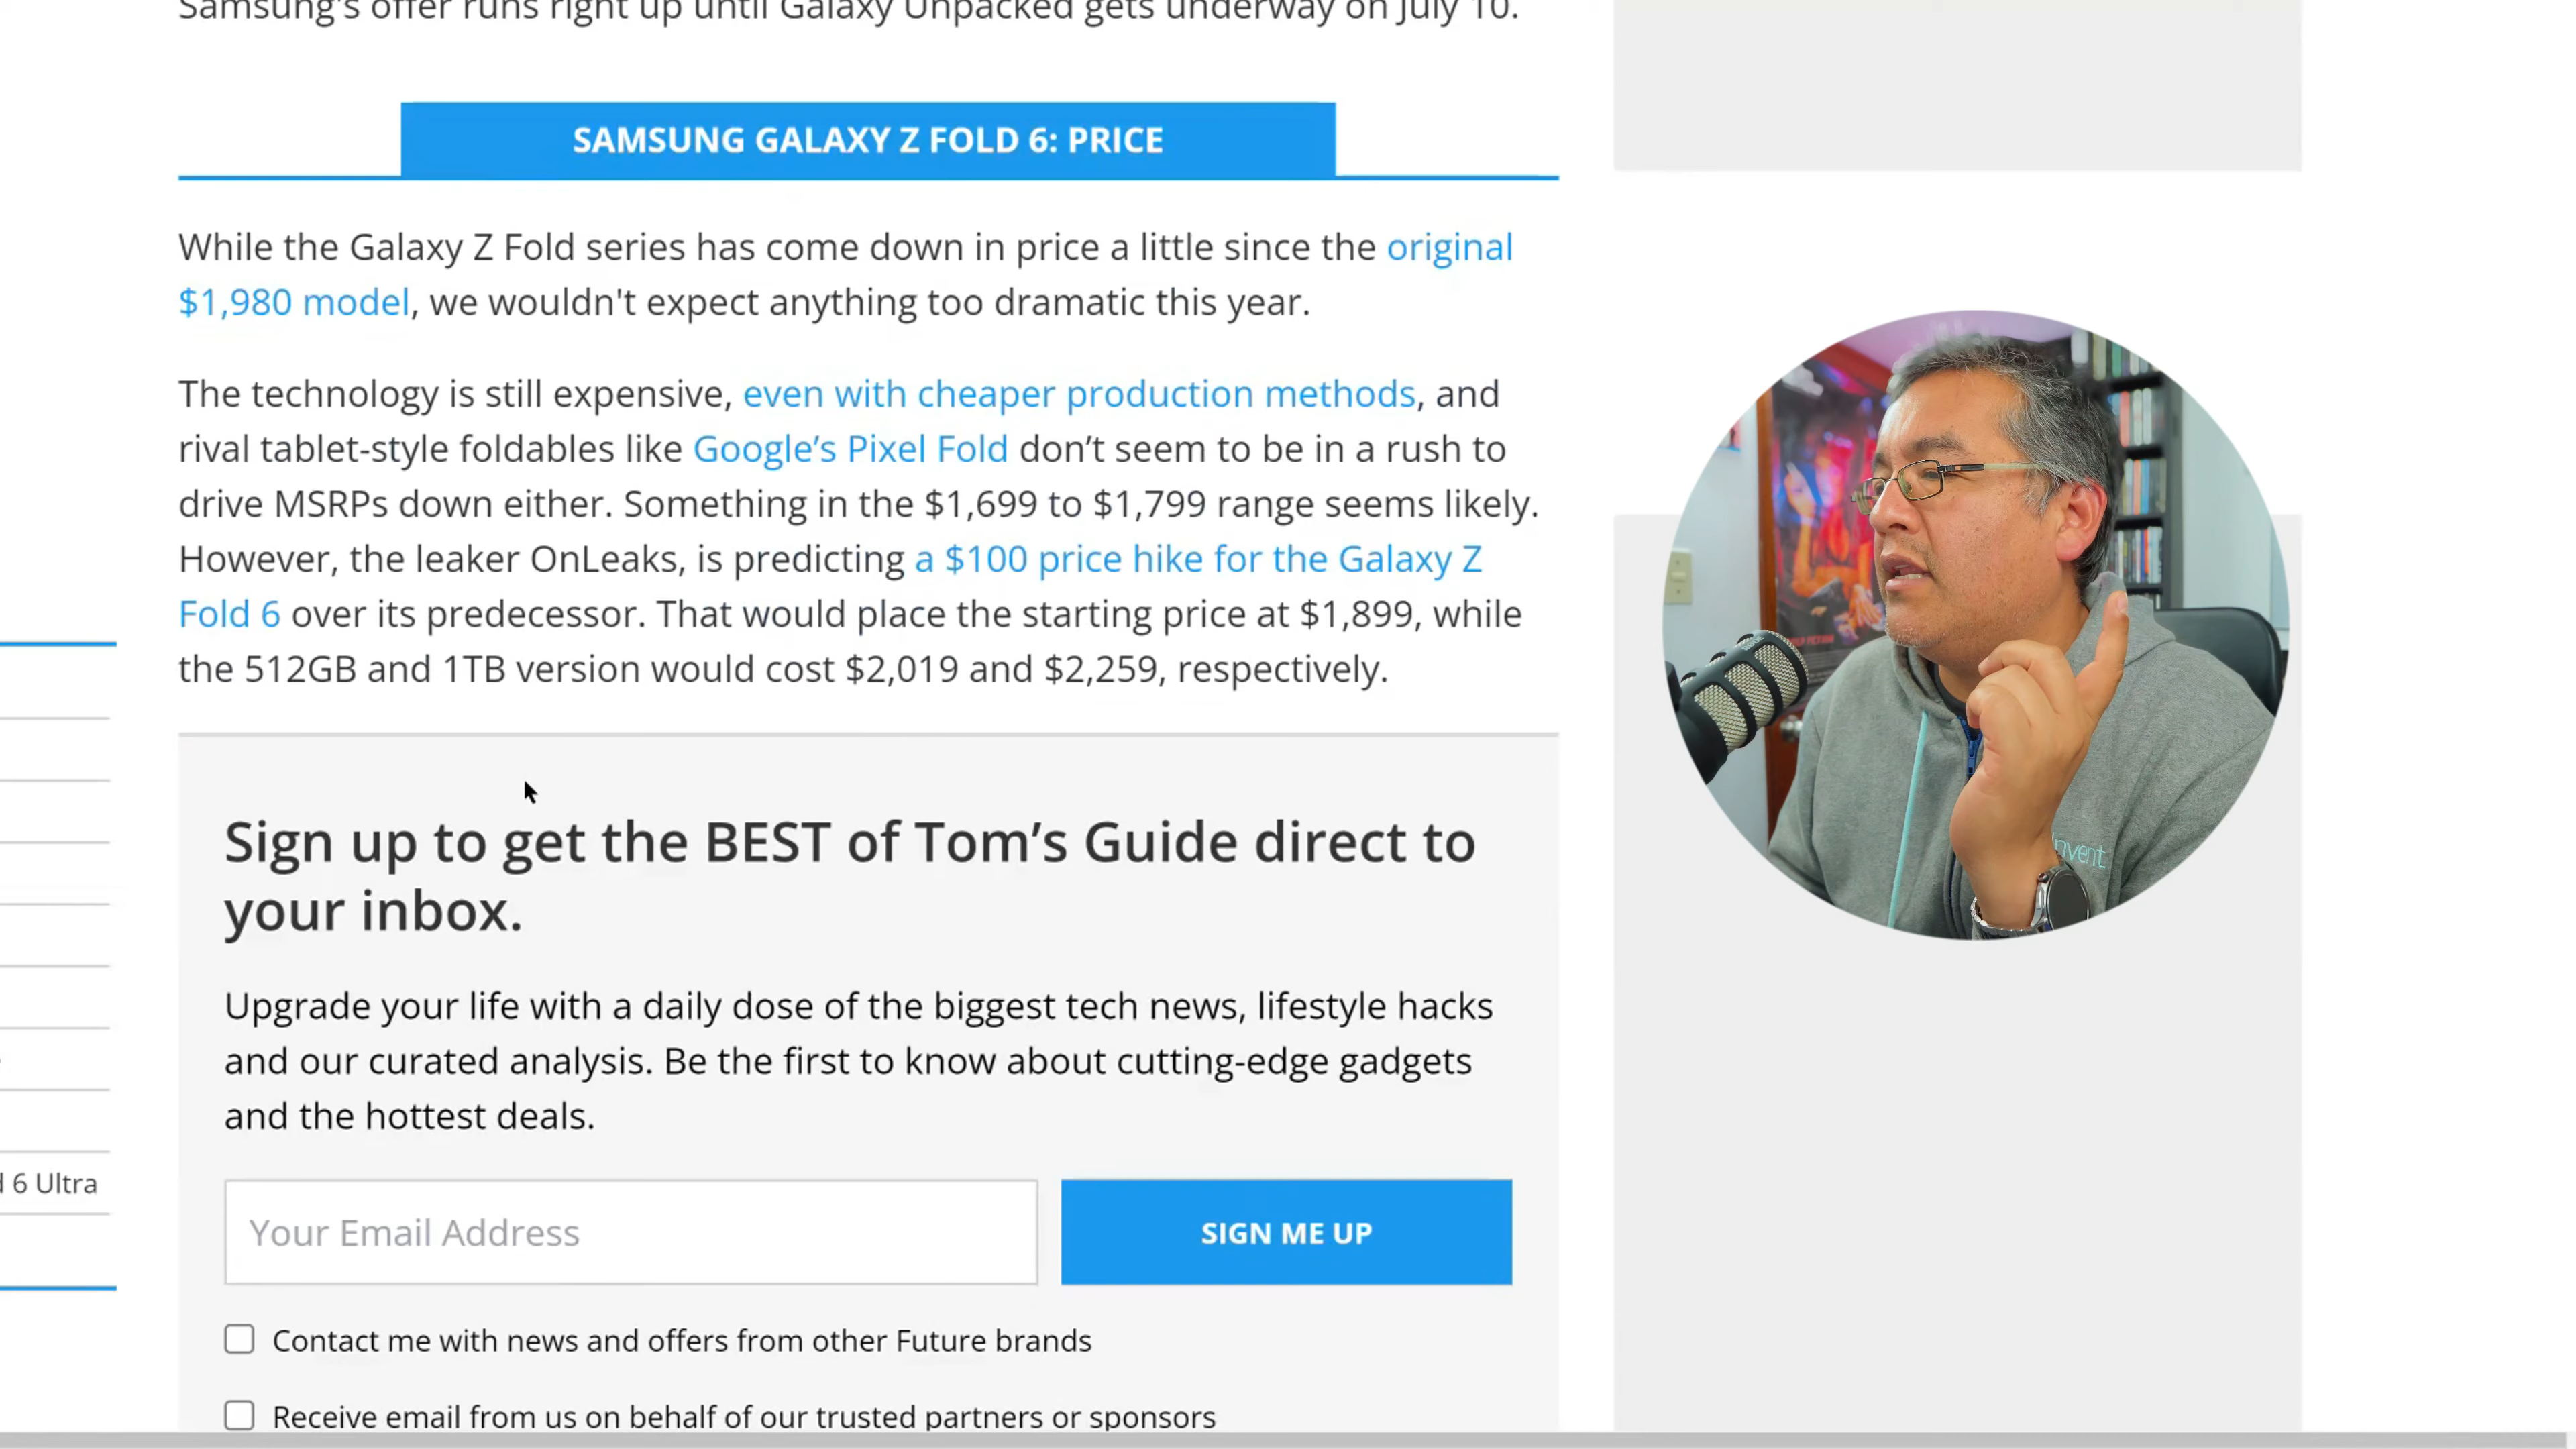 Samsung's offer runs right up until Galaxy Unpacked gets underway on July 10.
SAMSUNG GALAXY Z FOLD 6: PRICE
While the Galaxy Z Fold series has come down in price a little since the original
$1,980 model, we wouldn't expect anything too dramatic this year.
The technology is still expensive, even with cheaper production methods, and
rival tablet-style foldables like Google’s Pixel Fold don’t seem to be in a rush to
drive MSRPs down either. Something in the $1,699 to $1,799 range seems likely.
However, the leaker OnLeaks, is predicting a $100 price hike for the Galaxy Z
Fold 6 over its predecessor. That would place the starting price at $1,899, while
the 512GB and 1TB version would cost $2,019 and $2,259, respectively.
Sign up to get the BEST of Tom’s Guide direct to
your inbox.
Upgrade your life with a daily dose of the biggest tech news, lifestyle hacks
and our curated analysis. Be the first to know about cutting-edge gadgets
and the hottest deals.
6 Ultra
Your Email Address
SIGN ME UP
Contact me with news and offers from other Future brands
Receive email from us on behalf of our trusted partners or sponsors